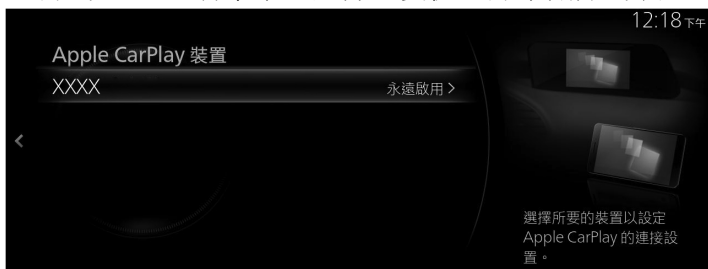 12:18下午
Apple CarPlay 裝置
XXXX 永遠啟用
選擇所要的裝置以設定
Apple CarPlay 的連接設
置。